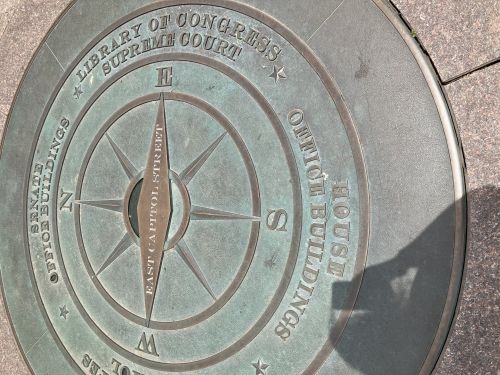 LIBRARY OF CONGRESS
SUPREME COURT
E
SENATE
OFFICE BUILDINGS
N
EAST CAPITOL STREET
S
HOUSE
OFFICE BUILDINGS
W